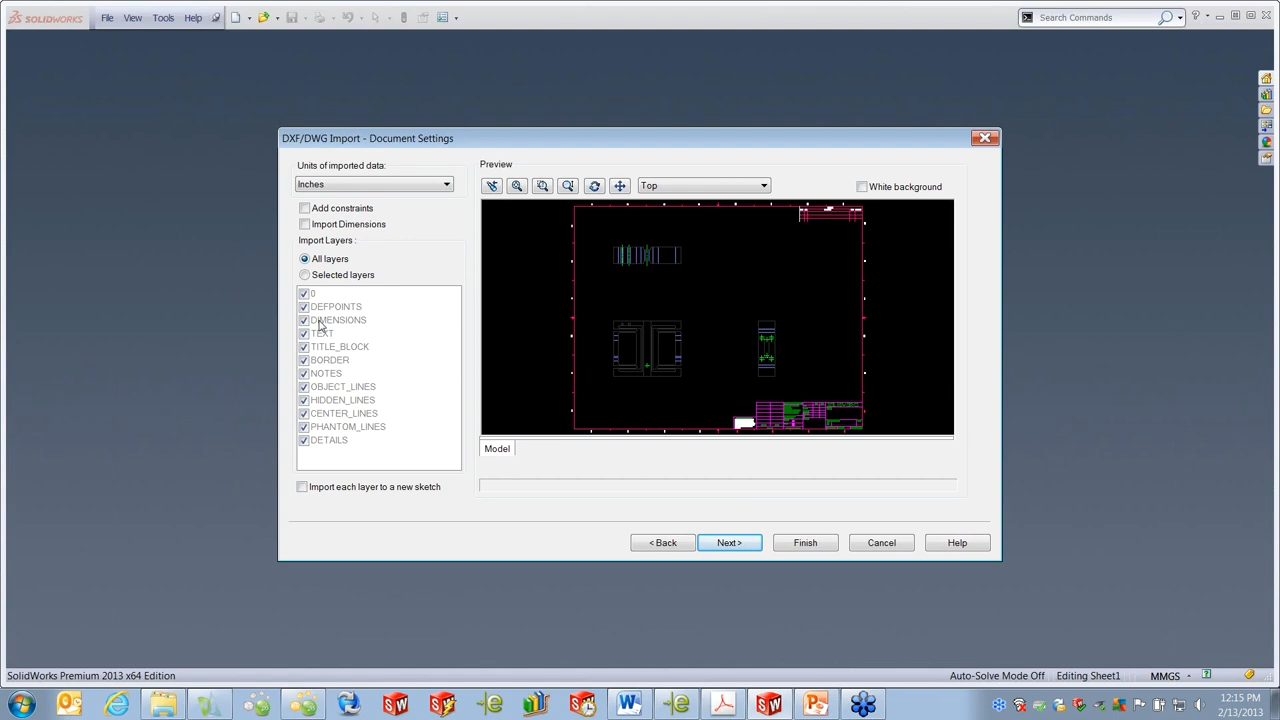 SOLIDWORKS File View Tools Help Search Commands
DXF/DWG Import - Document Settings
Units of imported data:
Inches
Add constraints
Import Dimensions
Import Layers :
All layers
Selected layers
0
DEFPOINTS
DIMENSIONS
TEXT
TITLE_BLOCK
BORDER
NOTES
OBJECT_LINES
HIDDEN_LINES
CENTER_LINES
PHANTOM_LINES
DETAILS
Import each layer to a new sketch
Preview
Top
White background
Model
< Back Next > Finish Cancel Help
SolidWorks Premium 2013 x64 Edition Auto-Solve Mode Off Editing Sheet1 MMGS
12:15 PM
2/13/2013